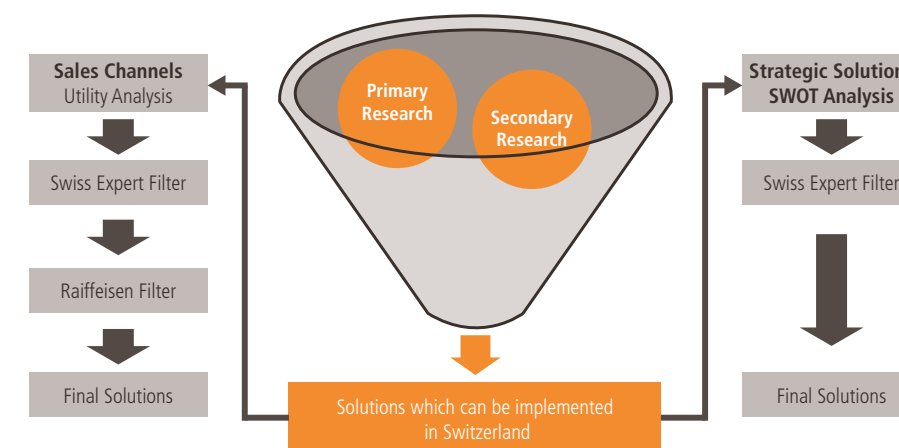 Sales Channels
Utility Analysis
Swiss Expert Filter
Raiffeisen Filter
Final Solutions
Primary
Research
Secondary
Research
Solutions which can be implemented
in Switzerland
Strategic Solution
SWOT Analysis
Swiss Expert Filter
Final Solutions